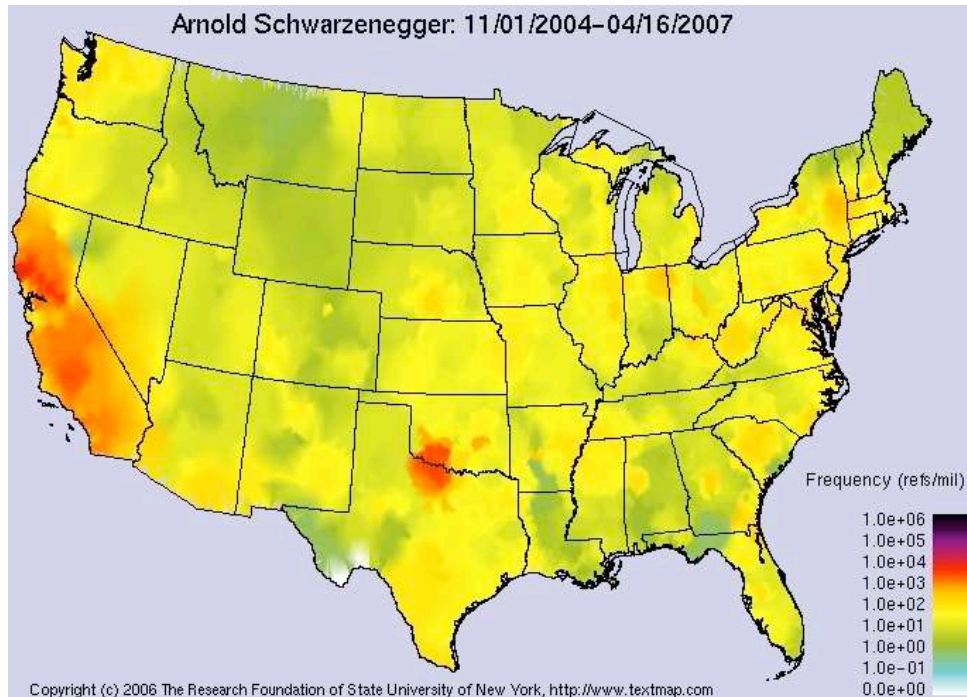 Arnold Schwarzenegger: 11/01/2004-04/16/2007
Frequency (refs/mil)
1.0e+06
1.0e+05
1.0e+04
1.0e+03
1.0e+02
1.0e+01
1.0e+00
1.0e-01
0.0e+00
Copyright (c) 2006 The Research Foundation of State University of New York, http://www.textmap.com